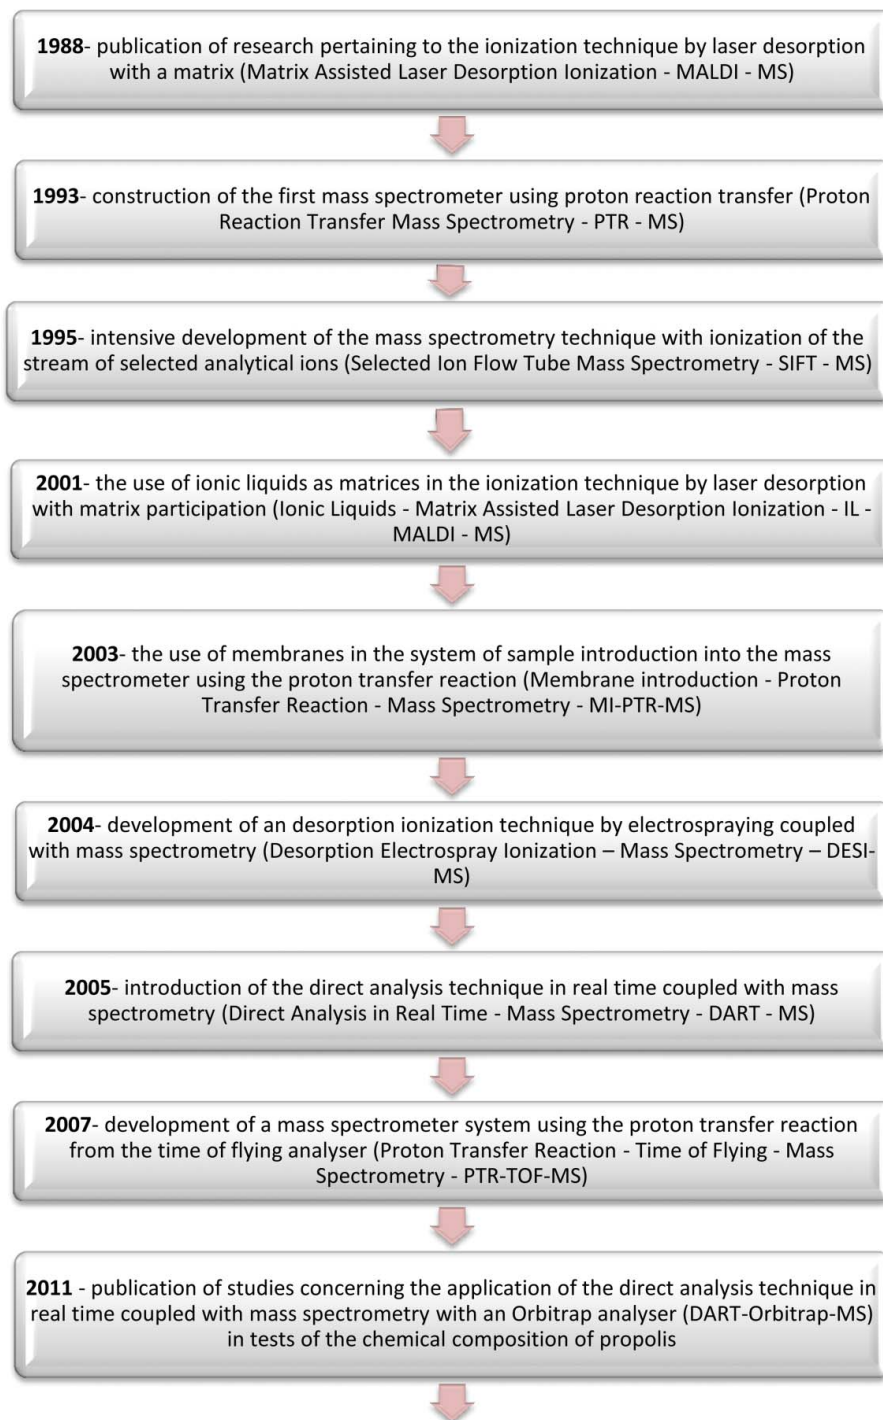 1988- publication of research pertaining to the ionization technique by laser desorption
with a matrix (Matrix Assisted Laser Desorption Ionization - MALDI - MS)
1993- construction of the first mass spectrometer using proton reaction transfer (Proton
Reaction Transfer Mass Spectrometry - PTR - MS)
1995- intensive development of the mass spectrometry technique with ionization of the
stream of selected analytical ions (Selected Ion Flow Tube Mass Spectrometry - SIFT - MS)
2001- the use of ionic liquids as matrices in the ionization technique by laser desorption
with matrix participation (Ionic Liquids - Matrix Assisted Laser Desorption Ionization - IL -
MALDI - MS)
2003- the use of membranes in the system of sample introduction into the mass
spectrometer using the proton transfer reaction (Membrane introduction - Proton
Transfer Reaction - Mass Spectrometry - MI-PTR-MS)
2004- development of an desorption ionization technique by electrospraying coupled
with mass spectrometry (Desorption Electrospray Ionization – Mass Spectrometry – DESI-
MS)
2005- introduction of the direct analysis technique in real time coupled with mass
spectrometry (Direct Analysis in Real Time - Mass Spectrometry - DART - MS)
2007- development of a mass spectrometer system using the proton transfer reaction
from the time of flying analyser (Proton Transfer Reaction - Time of Flying - Mass
Spectrometry - PTR-TOF-MS)
2011 - publication of studies concerning the application of the direct analysis technique in
real time coupled with mass spectrometry with an Orbitrap analyser (DART-Orbitrap-MS)
in tests of the chemical composition of propolis